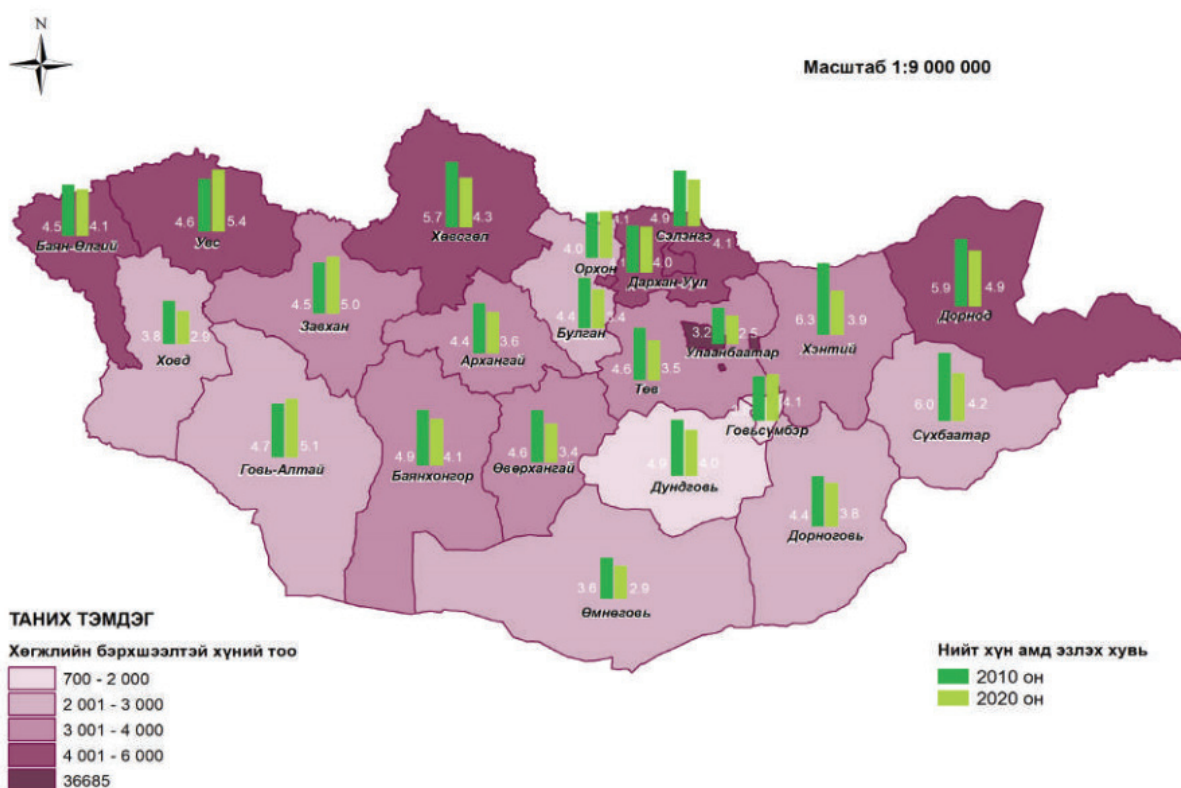 N
Масштаб 1:9 000 000
4.5 4.1
Баян-Өлгий
4.6 5.4
Увс
5.7 4.3
Хөвсгөл
4.0 4.1
Орхон
4.9 4.1
Сэлэнгэ
4.0
Дархан-Уул
5.9 4.9
Дорнод
3.8 2.9
Ховд
4.5 5.0
Завхан
4.4 3.6
Архангай
4.4
Булган
4.6 3.5
Төв
3.2 2.5
Улаанбаатар
6.3 3.9
Хэнтий
6.0 4.2
Сүхбаатар
4.7 5.1
Говь-Алтай
4.9 4.1
Баянхонгор
4.6 3.4
Өвөрхангай
4.9 4.0
Дундговь
4.1
Говьсүмбэр
4.4 3.8
Дорноговь
3.6 2.9
Өмнөговь
ТАНИХ ТЭМДЭГ
Хөгжлийн бэрхшээлтэй хүний тоо
700 - 2 000
2 001 - 3 000
3 001 - 4 000
4 001 - 6 000
36685
Нийт хүн амд эзлэх хувь
2010 он
2020 он